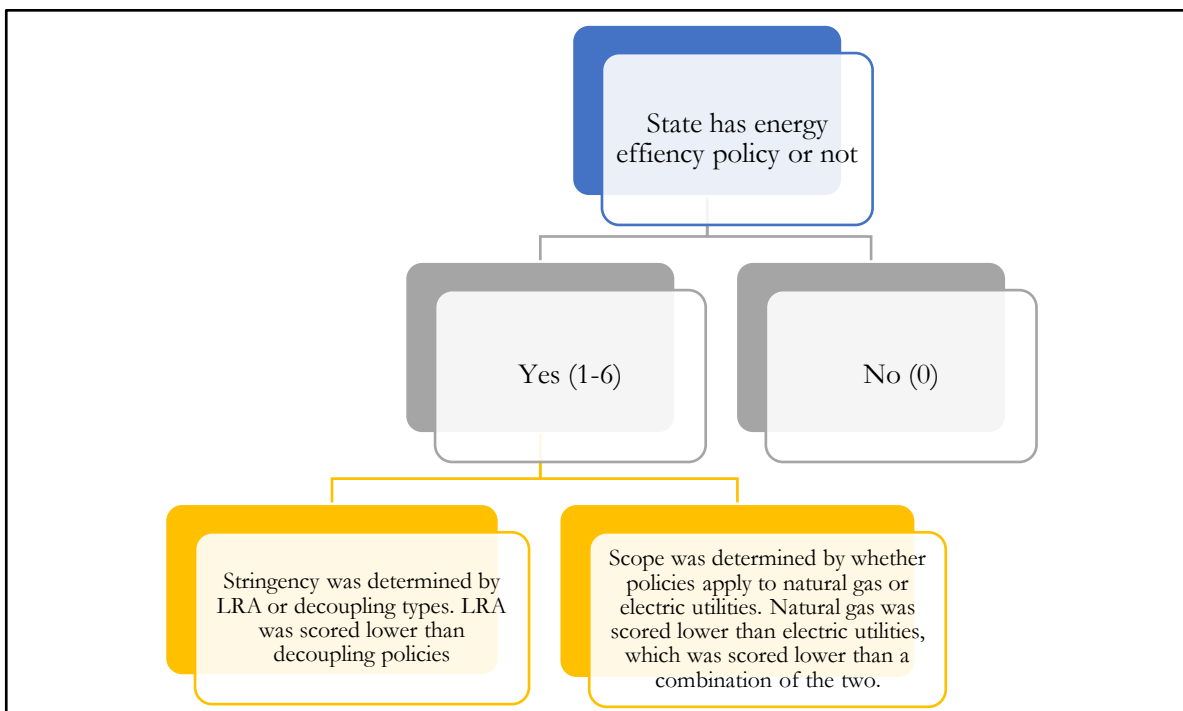 State has energy
effiency policy or not
Yes (1-6)
No (0)
Stringency was determined by
LRA or decoupling types. LRA
was scored lower than
decoupling policies
Scope was determined by whether
policies apply to natural gas or
electric utilities. Natural gas was
scored lower than electric utilities,
which was scored lower than a
combination of the two.